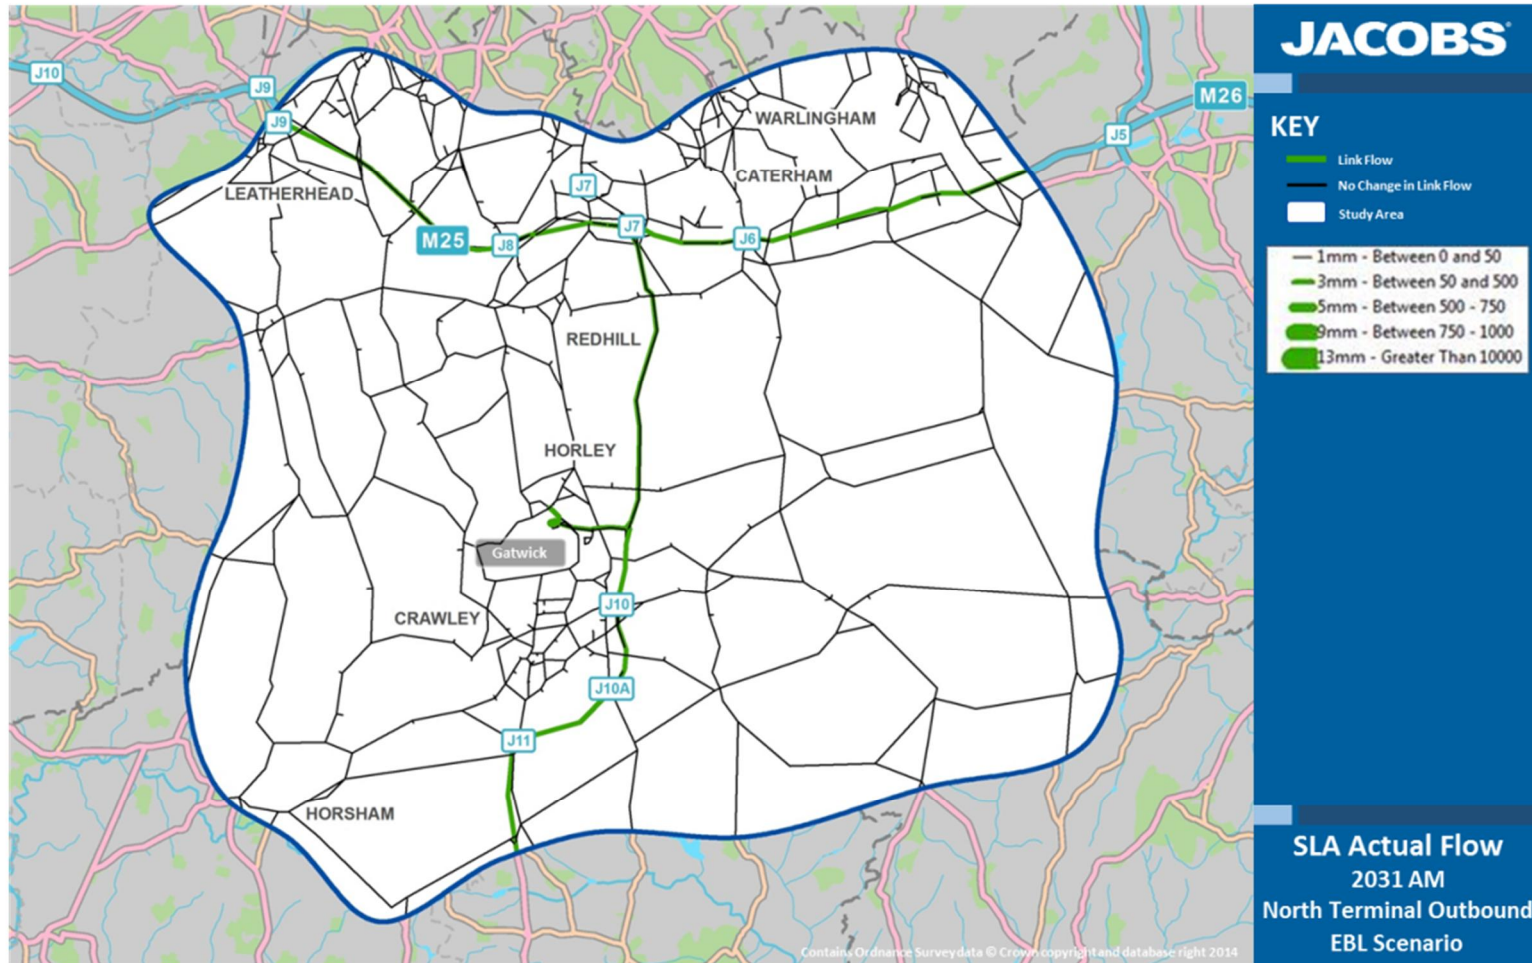 J10
J9
J9
LEATHERHEAD
M25
J8
J7
J7
J6
WARLINGHAM
CATERHAM
J5
M26
REDHILL
HORLEY
Gatwick
CRAWLEY
J10
J10A
J11
HORSHAM
Contains Ordnance Survey data © Crown copyright and database right 2014
JACOBS
KEY
Link Flow
No Change in Link Flow
Study Area
1mm - Between 0 and 50
3mm - Between 50 and 500
5mm - Between 500 - 750
9mm - Between 750 - 1000
13mm - Greater Than 10000
SLA Actual Flow
2031 AM
North Terminal Outbound
EBL Scenario